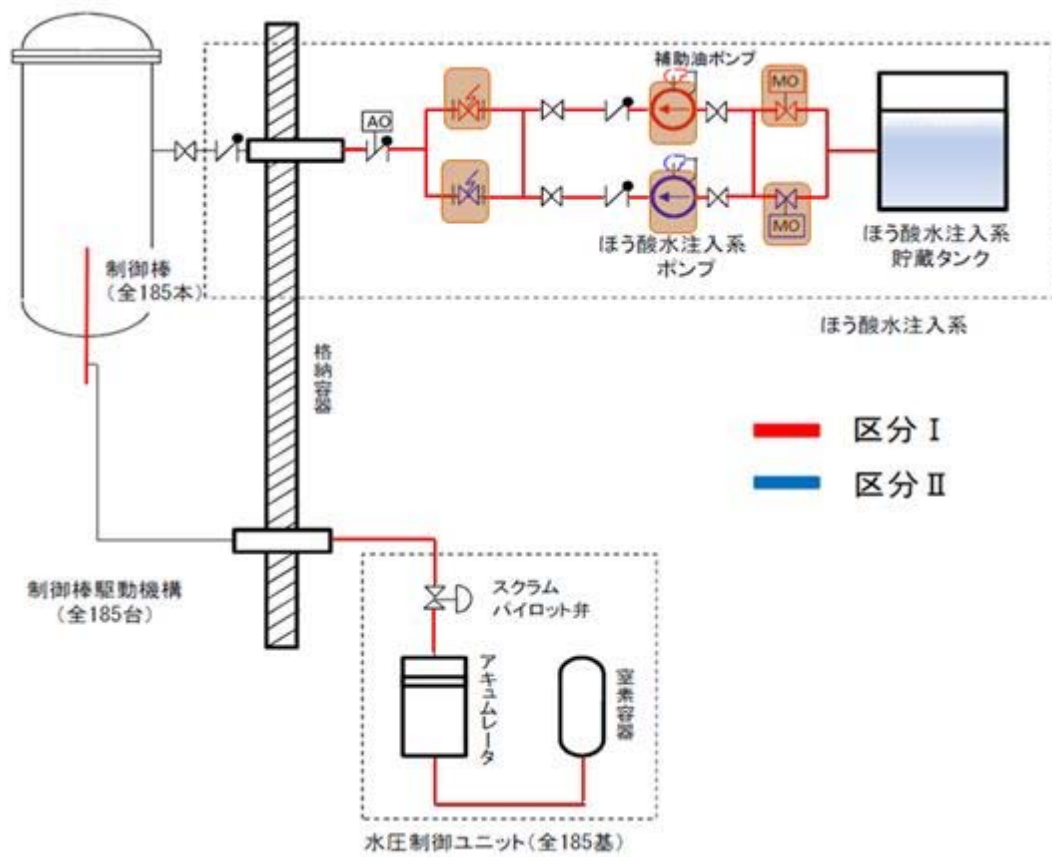 補助油ポンプ
MO
AO
MO
ほう酸水注入系
ポンプ
ほう酸水注入系
貯蔵タンク
制御棒
(全185本)
ほう酸水注入系
格納容器
区分Ⅰ
区分Ⅱ
制御棒駆動機構
(全185台)
スクラム
パイロット弁
アキュムレータ
窒素容器
水圧制御ユニット(全185基)